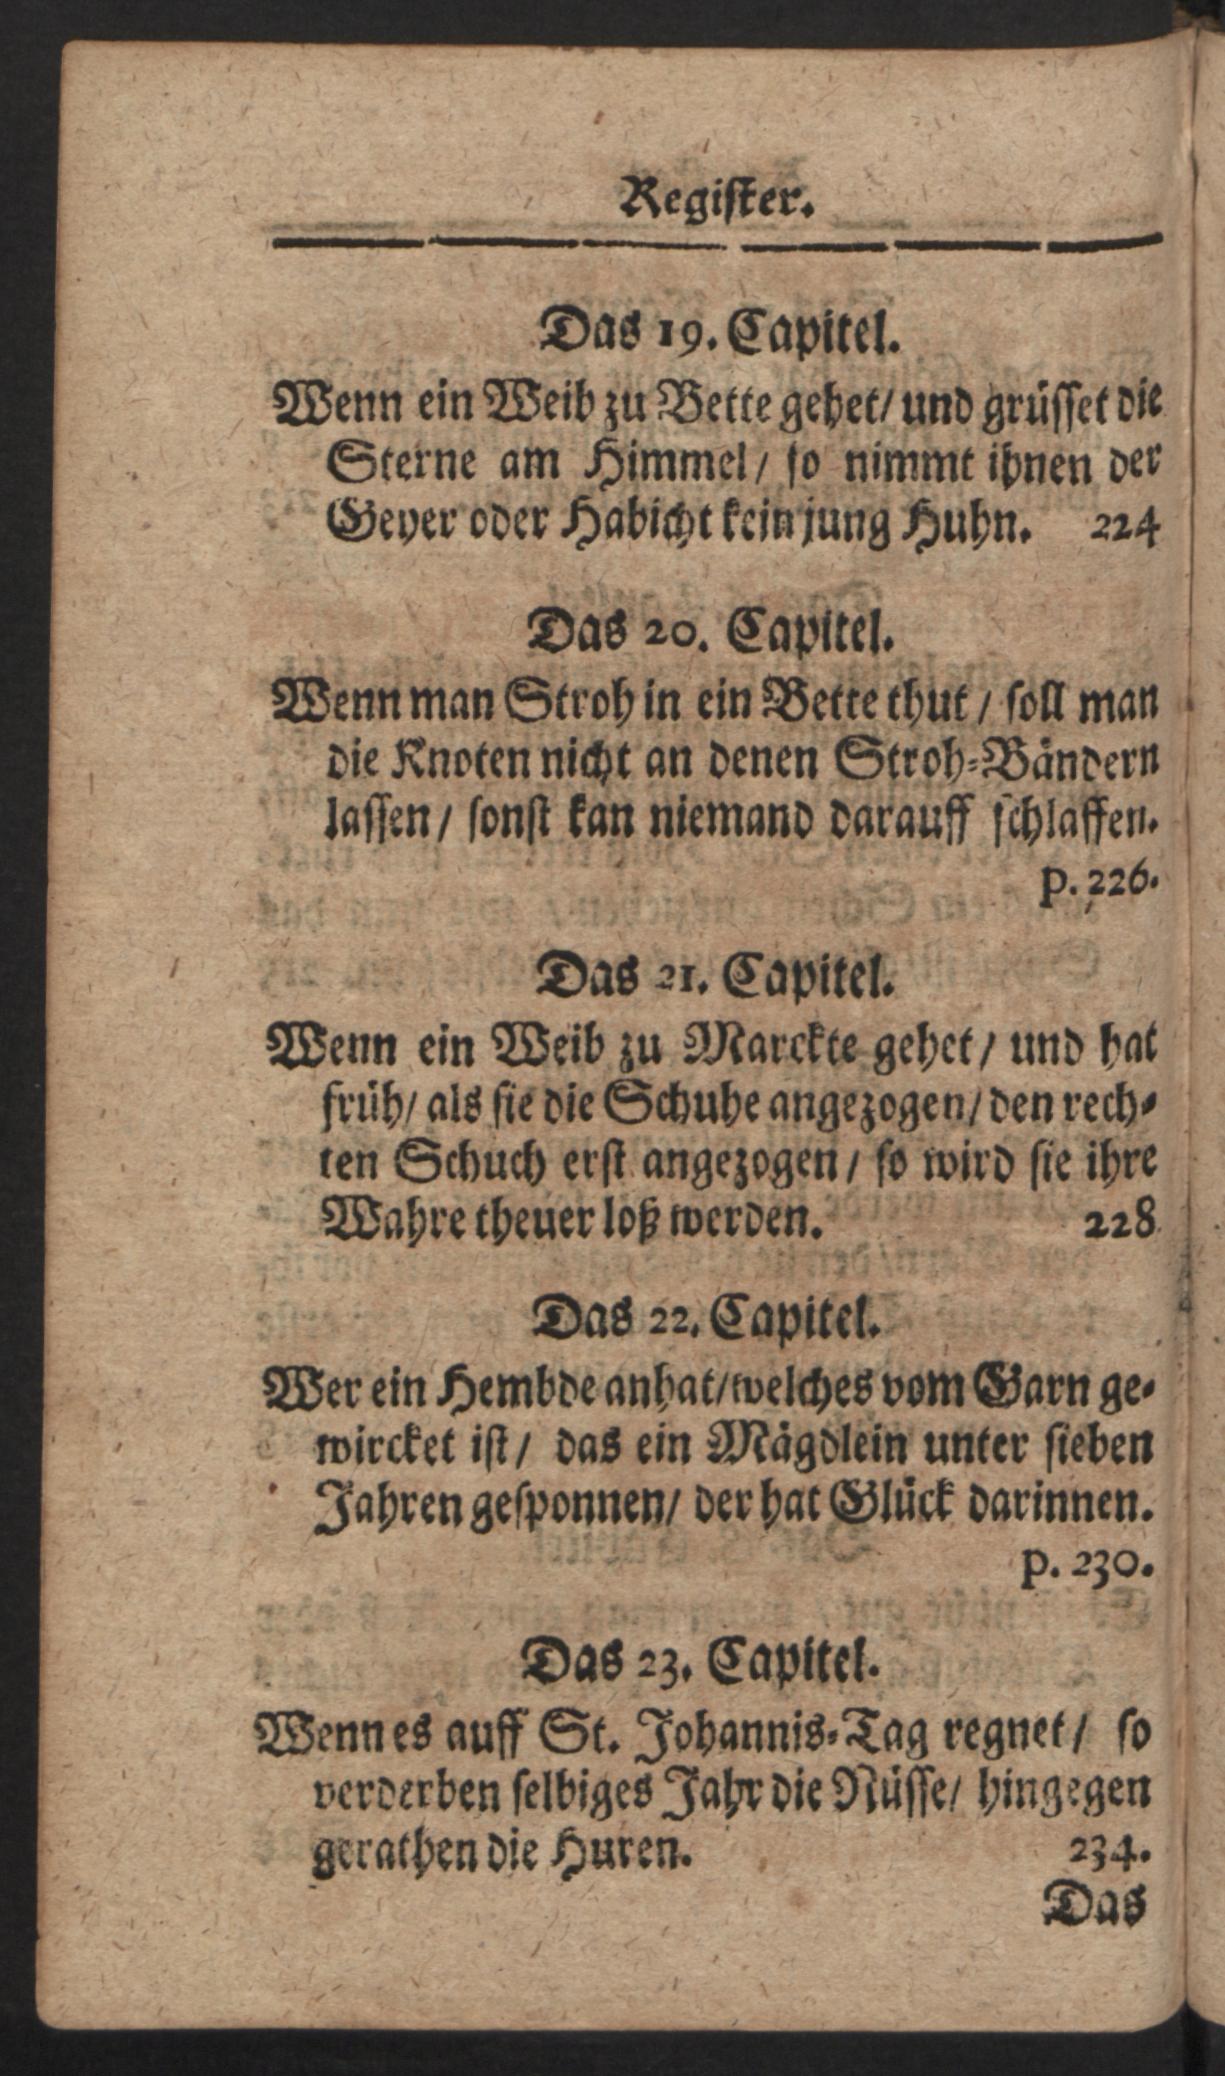 Register.
Das 19. Capitel.
Wenn ein Weib zu Bette gehet/ und grüsset die
Sterne am Himmel/ so nimmt ihnen der
Geyer oder Habicht kein jung Huhn. 224
Das 20. Capitel.
Wenn man Stroh in ein Bette thut/ soll man
die Knoten nicht an denen Stroh-Bändern
lassen/ sonst kan niemand darauff schlaffen.
p. 226.
Das 21. Capitel.
Wenn ein Weib zu Marckte gehet/ und hat
früh/ als sie die Schuhe angezogen/ den rech-
ten Schuch erst angezogen/ so wird sie ihre
Wahre theuer loß werden. 228
Das 22. Capitel.
Wer ein Hembde anhat/ welches vom Garn ge-
wircket ist/ das ein Mägdlein unter sieben
Jahren gesponnen/ der hat Glück darinnen.
p. 230.
Das 23. Capitel.
Wenn es auff St. Johannis-Tag regnet/ so
verderben selbiges Jahr die Nüsse/ hingegen
gerathen die Huren. 234.
Das